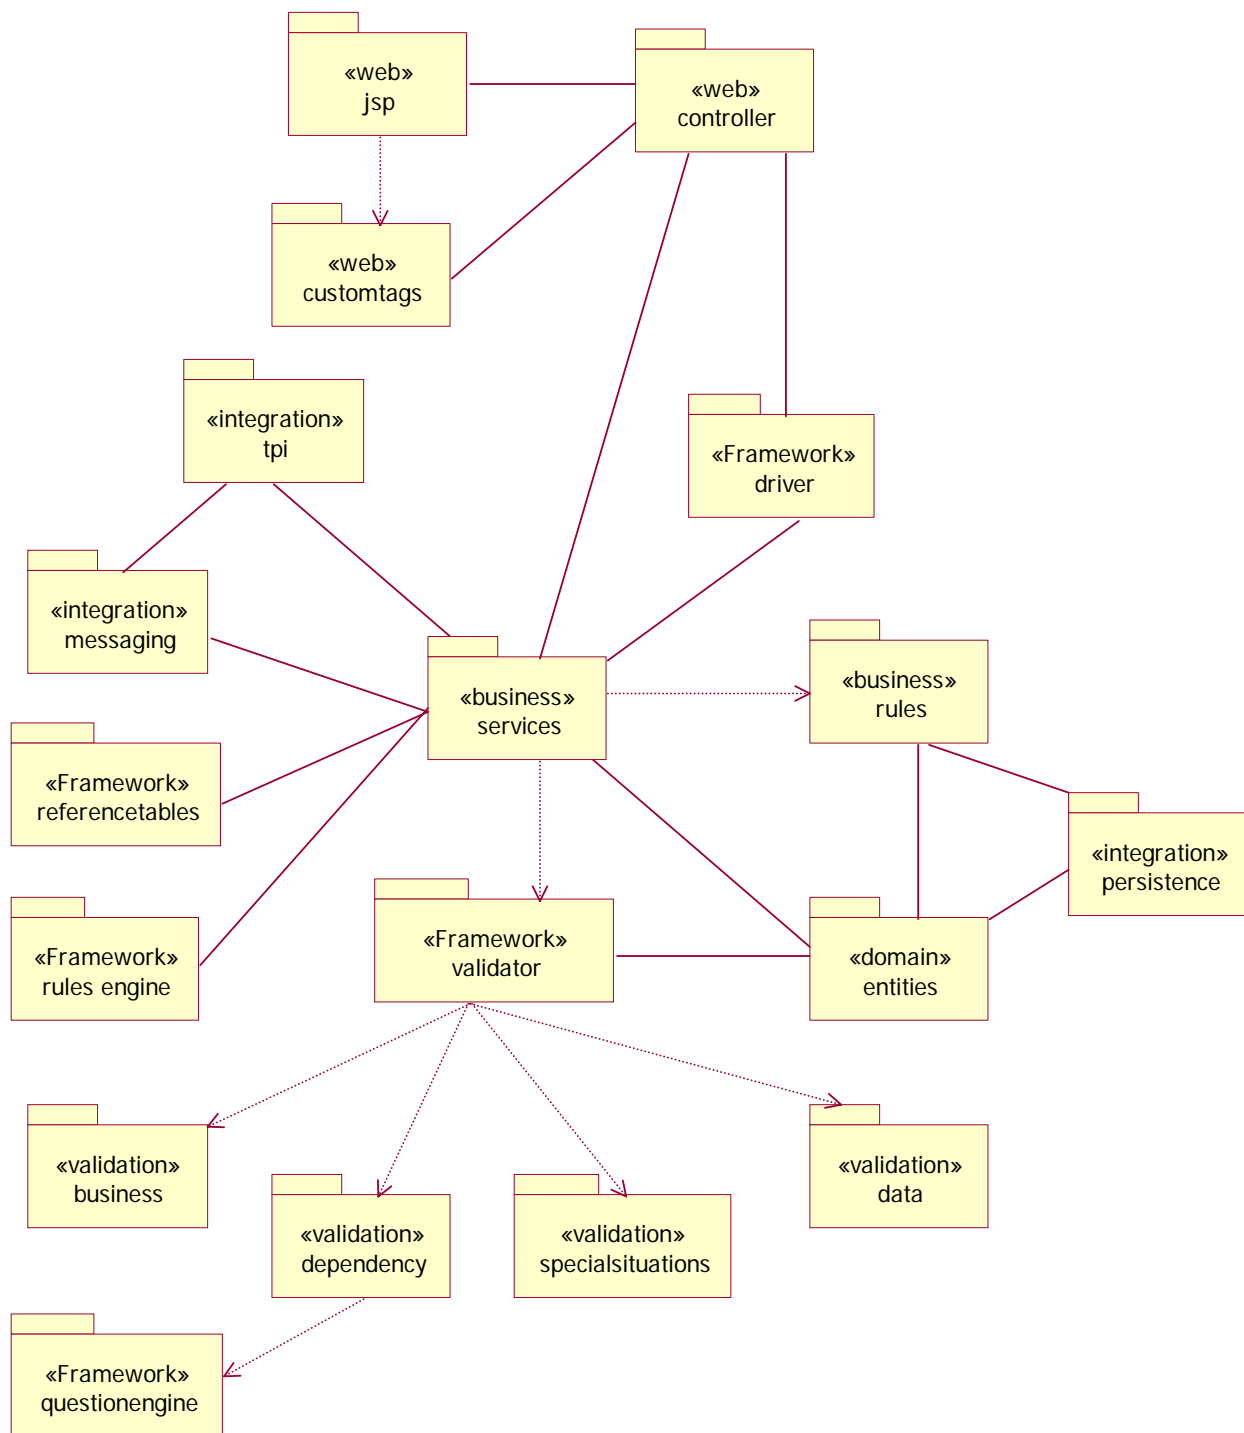 «web»
jsp
«web»
controller
«web»
customtags
«integration»
tpi
«Framework»
driver
«integration»
messaging
«business»
services
«business»
rules
«Framework»
referencetables
«integration»
persistence
«Framework»
rules engine
«Framework»
validator
«domain»
entities
«validation»
business
«validation»
dependency
«validation»
specialsituations
«validation»
data
«Framework»
questionengine